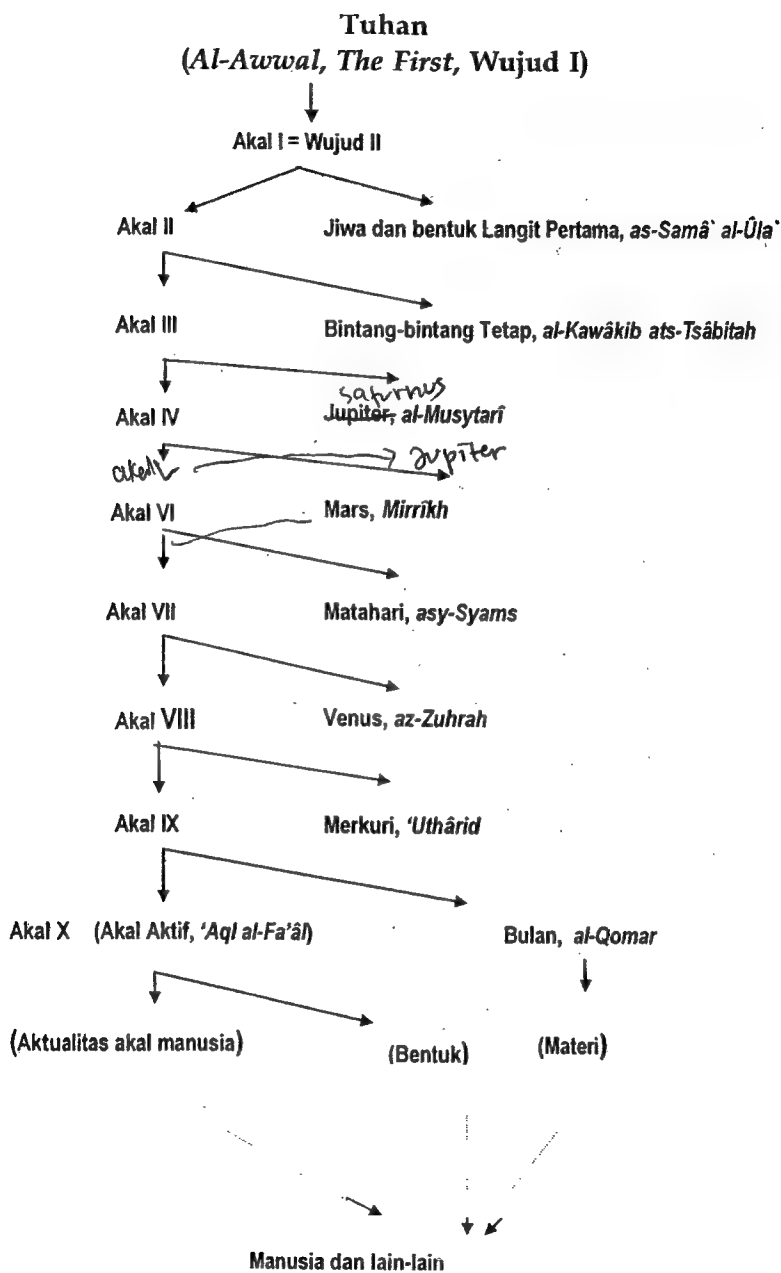 Tuhan
(Al-Awwal, The First, Wujud I)
Akal I = Wujud II
Akal II Jiwa dan bentuk Langit Pertama, as-Samâ` al-Ûla`
Akal III Bintang-bintang Tetap, al-Kawâkib ats-Tsâbitah
saturnus
Akal IV Jupiter, al-Musytarî
akal V Jupiter
Akal VI Mars, Mirrîkh
Akal VII Matahari, asy-Syams
Akal VIII Venus, az-Zuhrah
Akal IX Merkuri, ‘Uthârid
Akal X (Akal Aktif, ‘Aql al-Fa’âl) Bulan, al-Qomar
(Aktualitas akal manusia) (Bentuk) (Materi)
Manusia dan lain-lain